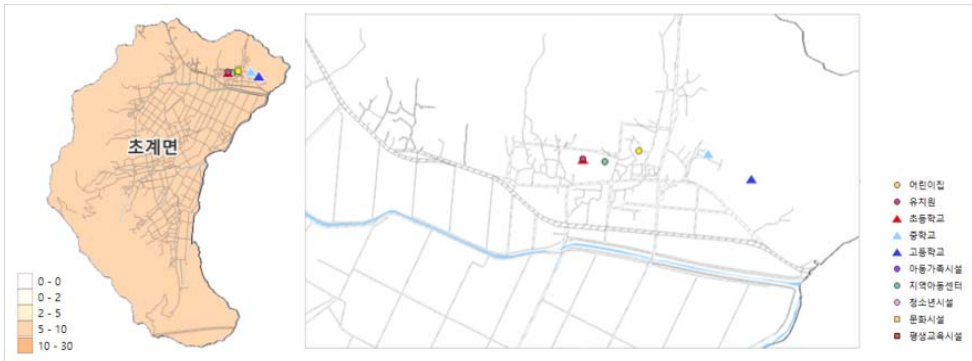 초계면
0 - 0
0 - 2
2 - 5
5 - 10
10 - 30
어린이집
유치원
초등학교
중학교
고등학교
아동가족시설
지역아동센터
청소년시설
문화시설
평생교육시설